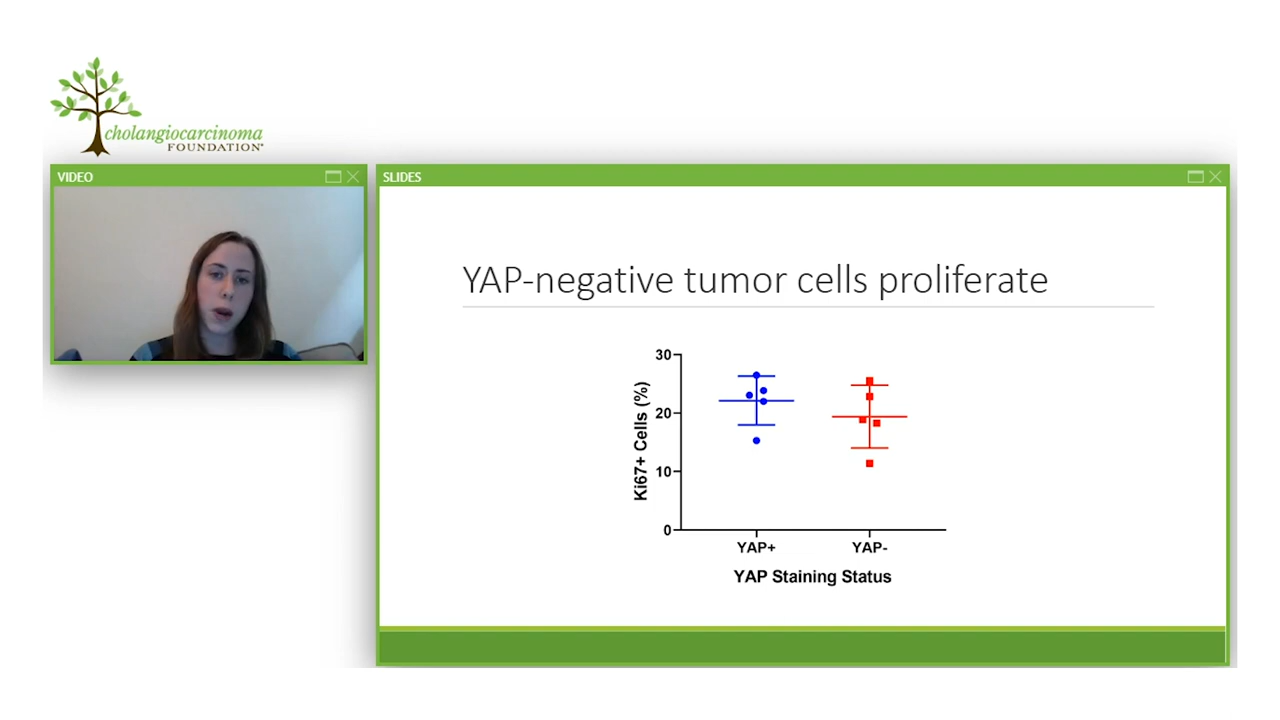 cholangiocarcinoma
FOUNDATION
VIDEO
SLIDES
YAP-negative tumor cells proliferate
30
20
10
0
Ki67+ Cells (%)
YAP+ YAP-
YAP Staining Status